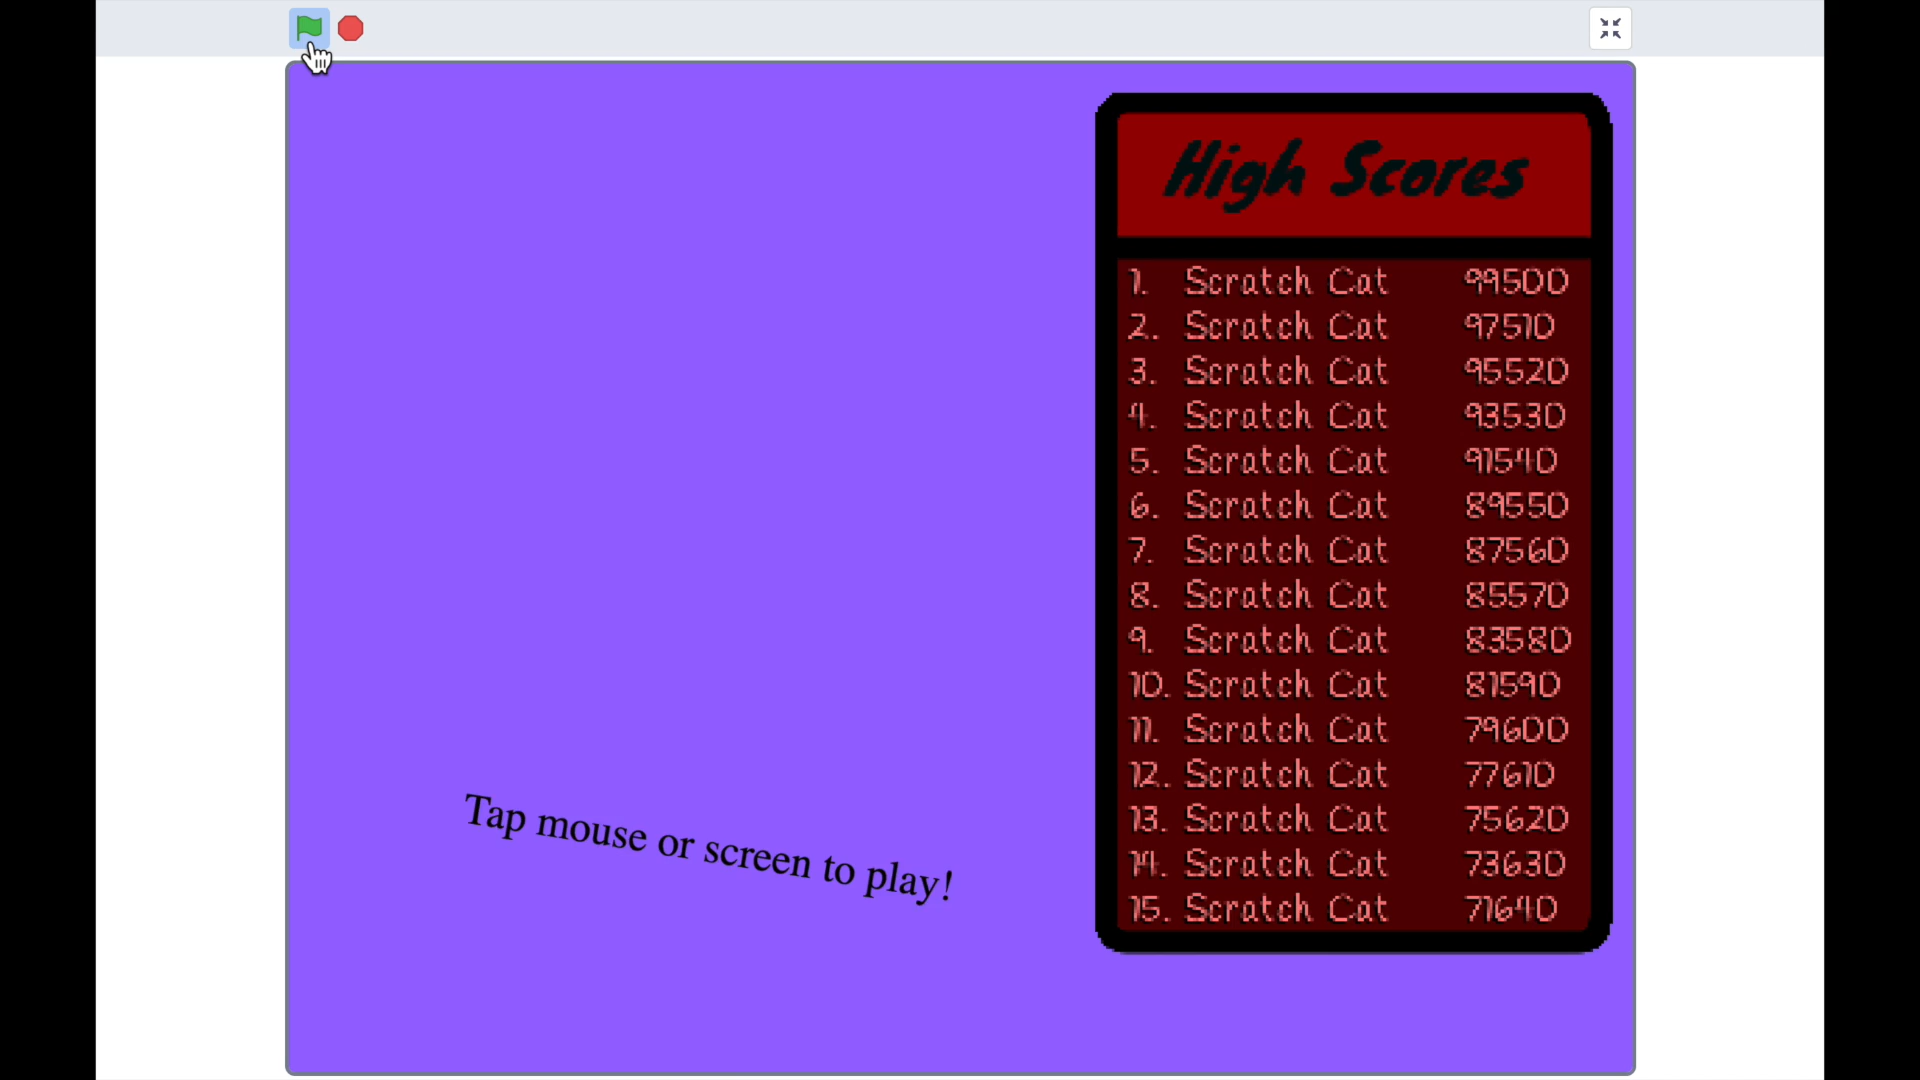 High Scores
1. Scratch Cat 99500
2. Scratch Cat 97510
3. Scratch Cat 95520
4. Scratch Cat 93530
5. Scratch Cat 91540
6. Scratch Cat 89550
7. Scratch Cat 87560
8. Scratch Cat 85570
9. Scratch Cat 83580
10. Scratch Cat 81590
11. Scratch Cat 79600
12. Scratch Cat 77610
13. Scratch Cat 75620
14. Scratch Cat 73630
15. Scratch Cat 71640
Tap mouse or screen to play!